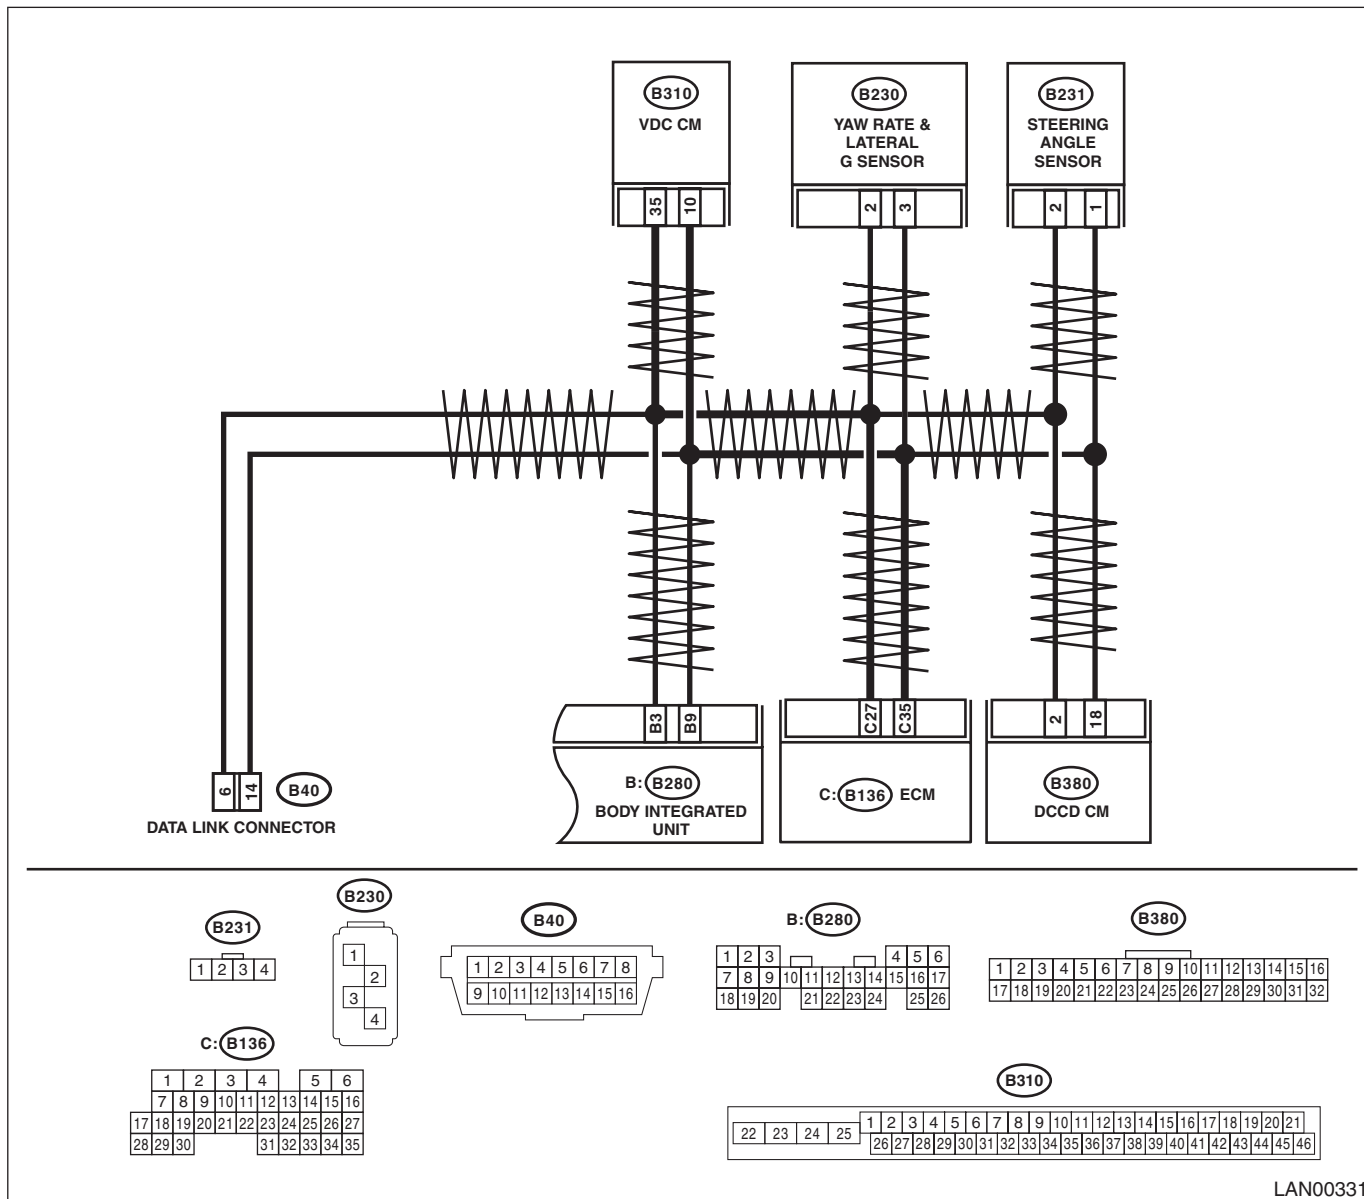 B310
VDC CM
35 10
B230
YAW RATE &
LATERAL
G SENSOR
2 3
B231
STEERING
ANGLE
SENSOR
2 1
6 14
B40
DATA LINK CONNECTOR
B3 B9
B: B280
BODY INTEGRATED
UNIT
C27 C35
C: B136 ECM
2 18
B380
DCCD CM
B231
1 2 3 4
B230
1
2
3
4
B40
1 2 3 4 5 6 7 8
9 10 11 12 13 14 15 16
B: B280
1 2 3 4 5 6
7 8 9 10 11 12 13 14 15 16 17
18 19 20 21 22 23 24 25 26
B380
1 2 3 4 5 6 7 8 9 10 11 12 13 14 15 16
17 18 19 20 21 22 23 24 25 26 27 28 29 30 31 32
C: B136
1 2 3 4 5 6
7 8 9 10 11 12 13 14 15 16
17 18 19 20 21 22 23 24 25 26 27
28 29 30 31 32 33 34 35
B310
22 23 24 25
1 2 3 4 5 6 7 8 9 10 11 12 13 14 15 16 17 18 19 20 21
26 27 28 29 30 31 32 33 34 35 36 37 38 39 40 41 42 43 44 45 46
LAN00331